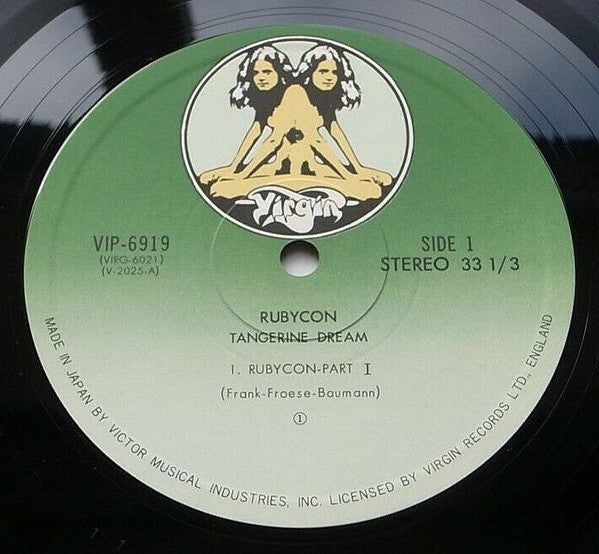 Virgin
VIP-6919
(VIRG-6021)
(V-2025-A)
SIDE 1
STEREO 33 1/3
RUBYCON
TANGERINE DREAM
1. RUBYCON-PART I
(Frank-Froese-Baumann)
①
MADE IN JAPAN BY VICTOR MUSICAL INDUSTRIES, INC. LICENSED BY VIRGIN RECORDS LTD., ENGLAND